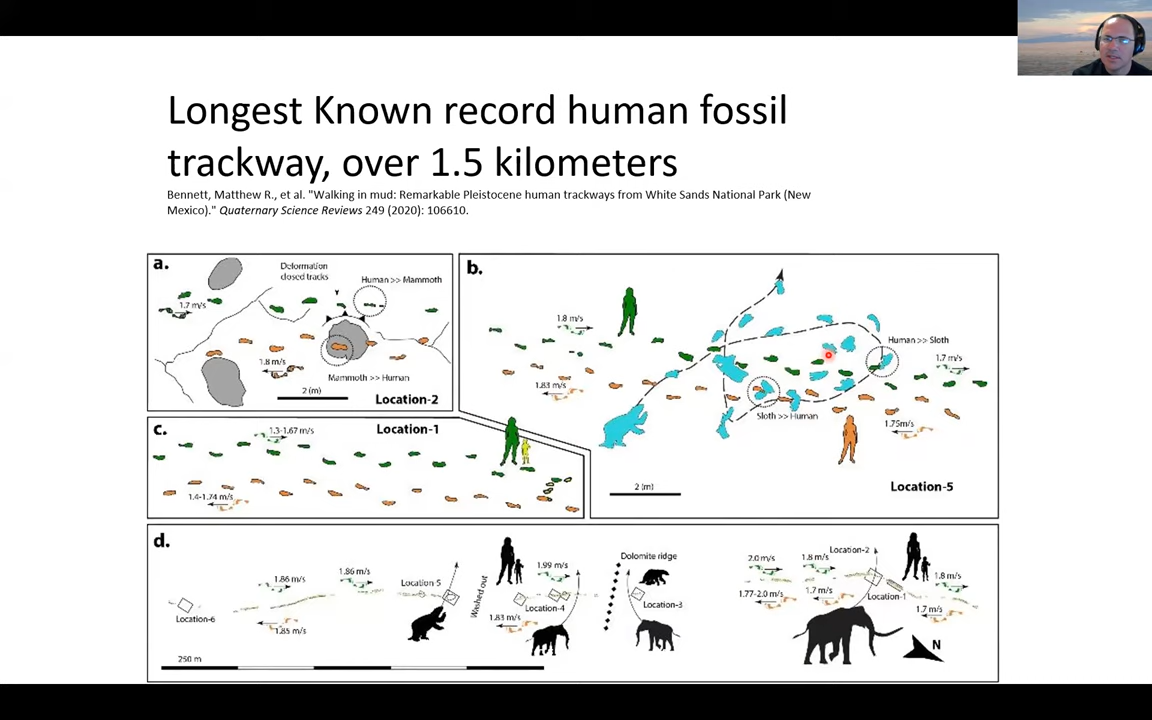 Longest Known record human fossil
trackway, over 1.5 kilometers
Bennett, Matthew R., et al. "Walking in mud: Remarkable Pleistocene human trackways from White Sands National Park (New
Mexico)." Quaternary Science Reviews 249 (2020): 106610.
a.
Deformation
closed tracks
Human >> Mammoth
1.7 m/s
1.8 m/s
Mammoth >> Human
2 (m)
Location-2
b.
1.8 m/s
Human >> Sloth
1.7 m/s
1.83 m/s
Sloth >> Human
1.75m/s
2 (m)
Location-5
c.
1.3-1.67 m/s
Location-1
1.4-1.74 m/s
d.
1.86 m/s
1.86 m/s
Location 5
Washed out
1.99 m/s
Dolomite ridge
2.0 m/s
1.8 m/s
Location-2
1.8 m/s
Location-6
1.85 m/s
1.83 m/s
Location-4
Location-3
1.77-2.0 m/s
1.7 m/s
Location-1
1.7 m/s
N
250 m